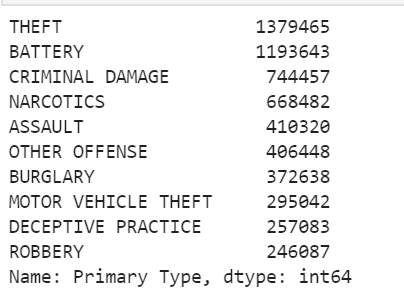 THEFT 1379465
BATTERY 1193643
CRIMINAL DAMAGE 744457
NARCOTICS 668482
ASSAULT 410320
OTHER OFFENSE 406448
BURGLARY 372638
MOTOR VEHICLE THEFT 295042
DECEPTIVE PRACTICE 257083
ROBBERY 246087
Name: Primary Type, dtype: int64